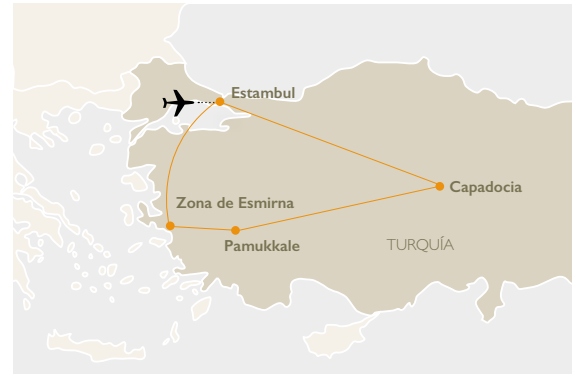 Estambul
Capadocia
Zona de Esmirna
Pamukkale
TURQUÍA